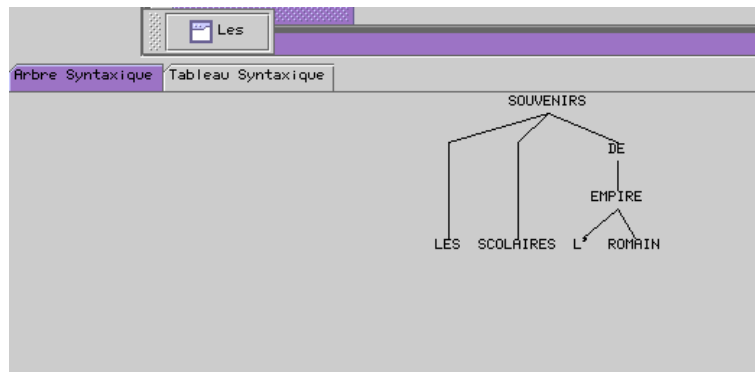 Les
Arbre Syntaxique Tableau Syntaxique
SOUVENIRS
DE
EMPIRE
LES SCOLAIRES L' ROMAIN